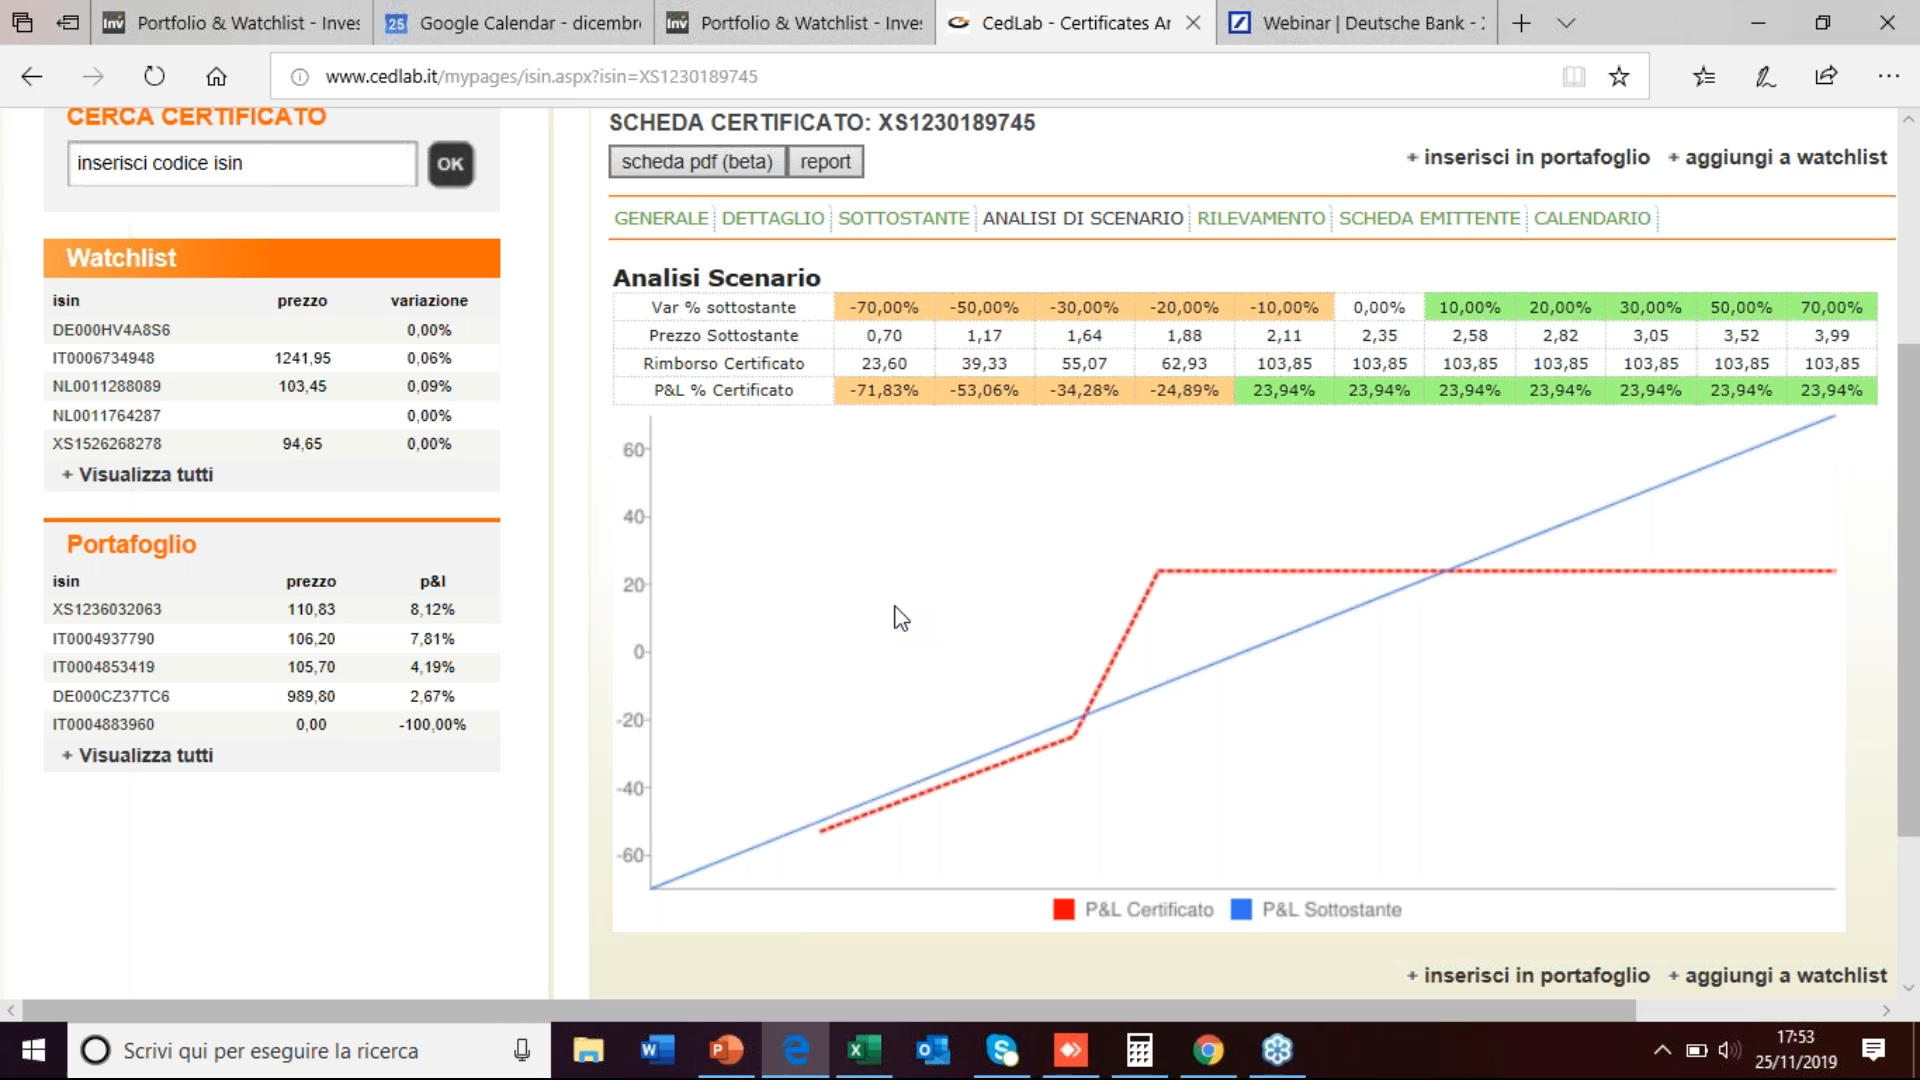 Portfolio & Watchlist - Inves
25
Google Calendar - dicembre
Portfolio & Watchlist - Inves
CedLab - Certificates An
Webinar | Deutsche Bank -
www.cedlab.it/mypages/isin.aspx?isin=XS1230189745
CERCA CERTIFICATO
inserisci codice isin
OK
Watchlist
isin prezzo variazione
DE000HV4A8S6 0,00%
IT0006734948 1241,95 0,06%
NL0011288089 103,45 0,09%
NL0011764287 0,00%
XS1526268278 94,65 0,00%
+ Visualizza tutti
Portafoglio
isin prezzo p&l
XS1236032063 110,83 8,12%
IT0004937790 106,20 7,81%
IT0004853419 105,70 4,19%
DE000CZ37TC6 989,80 2,67%
IT0004883960 0,00 -100,00%
+ Visualizza tutti
SCHEDA CERTIFICATO: XS1230189745
scheda pdf (beta) report
+ inserisci in portafoglio + aggiungi a watchlist
GENERALE DETTAGLIO SOTTOSTANTE ANALISI DI SCENARIO RILEVAMENTO SCHEDA EMITTENTE CALENDARIO
Analisi Scenario
Var % sottostante -70,00% -50,00% -30,00% -20,00% -10,00% 0,00% 10,00% 20,00% 30,00% 50,00% 70,00%
Prezzo Sottostante 0,70 1,17 1,64 1,88 2,11 2,35 2,58 2,82 3,05 3,52 3,99
Rimborso Certificato 23,60 39,33 55,07 62,93 103,85 103,85 103,85 103,85 103,85 103,85 103,85
P&L % Certificato -71,83% -53,06% -34,28% -24,89% 23,94% 23,94% 23,94% 23,94% 23,94% 23,94% 23,94%
60
40
20
0
-20
-40
-60
P&L Certificato P&L Sottostante
+ inserisci in portafoglio + aggiungi a watchlist
Scrivi qui per eseguire la ricerca
17:53
25/11/2019